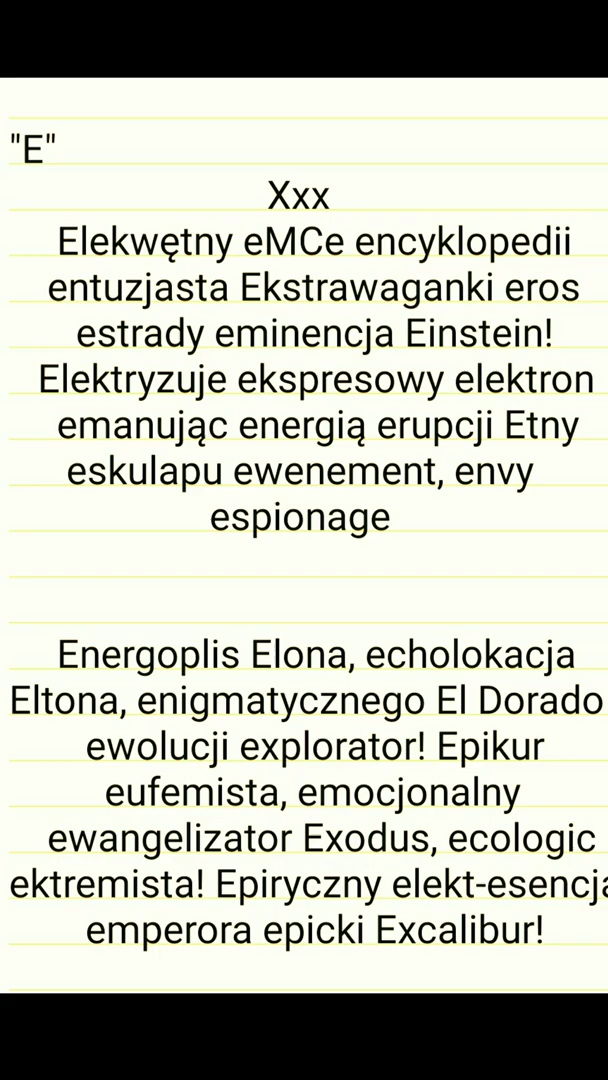 "E"
Xxx
Elekwętny eMCe encyklopedii
entuzjasta Ekstrawaganki eros
estrady eminencja Einstein!
Elektryzuje ekspresowy elektron
emanując energią erupcji Etny
eskulapu ewenement, envy
espionage
Energoplis Elona, echolokacja
Eltona, enigmatycznego El Dorado
ewolucji explorator! Epikur
eufemista, emocjonalny
ewangelizator Exodus, ecologic
ektremista! Epiryczny elekt-esencja
emperora epicki Excalibur!